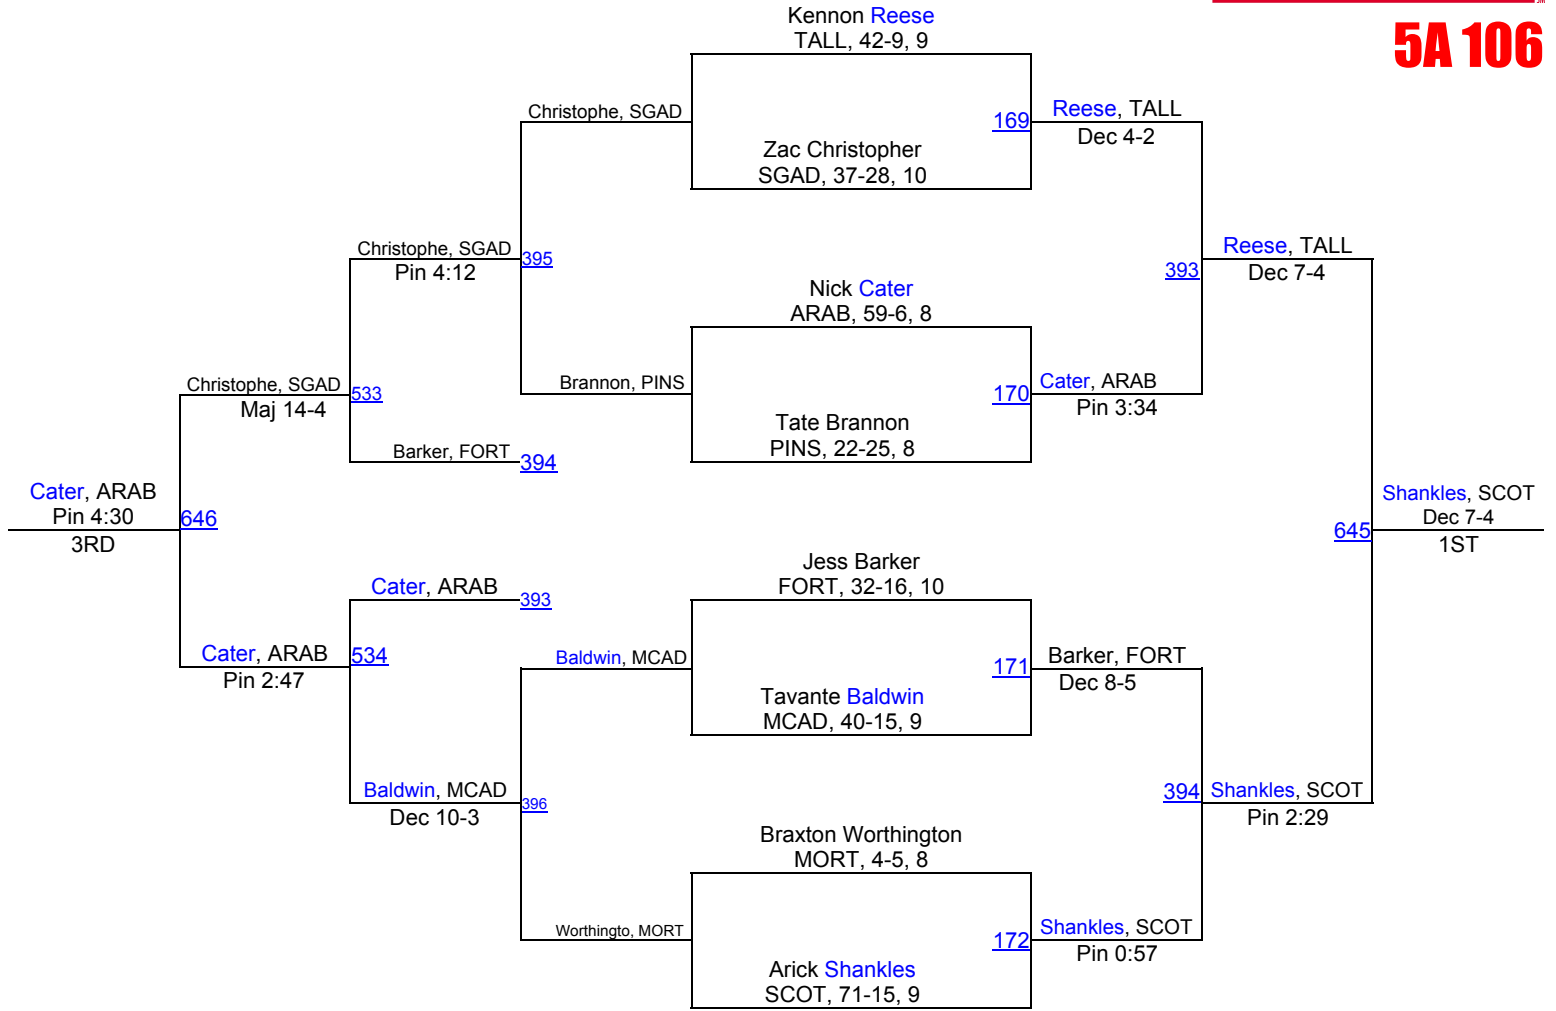 5A 106
Kennon Reese
TALL, 42-9, 9
Christophe, SGAD
169
Reese, TALL
Dec 4-2
Zac Christopher
SGAD, 37-28, 10
Christophe, SGAD
Pin 4:12
395
Reese, TALL
Dec 7-4
393
Nick Cater
ARAB, 59-6, 8
Christophe, SGAD
Maj 14-4
533
Brannon, PINS
170
Cater, ARAB
Pin 3:34
Tate Brannon
PINS, 22-25, 8
Barker, FORT
394
Cater, ARAB
Pin 4:30
3RD
646
645
Shankles, SCOT
Dec 7-4
1ST
Jess Barker
FORT, 32-16, 10
Cater, ARAB
393
Cater, ARAB
Pin 2:47
534
Baldwin, MCAD
171
Barker, FORT
Dec 8-5
Tavante Baldwin
MCAD, 40-15, 9
Baldwin, MCAD
Dec 10-3
396
394
Shankles, SCOT
Pin 2:29
Braxton Worthington
MORT, 4-5, 8
Worthingto, MORT
172
Shankles, SCOT
Pin 0:57
Arick Shankles
SCOT, 71-15, 9